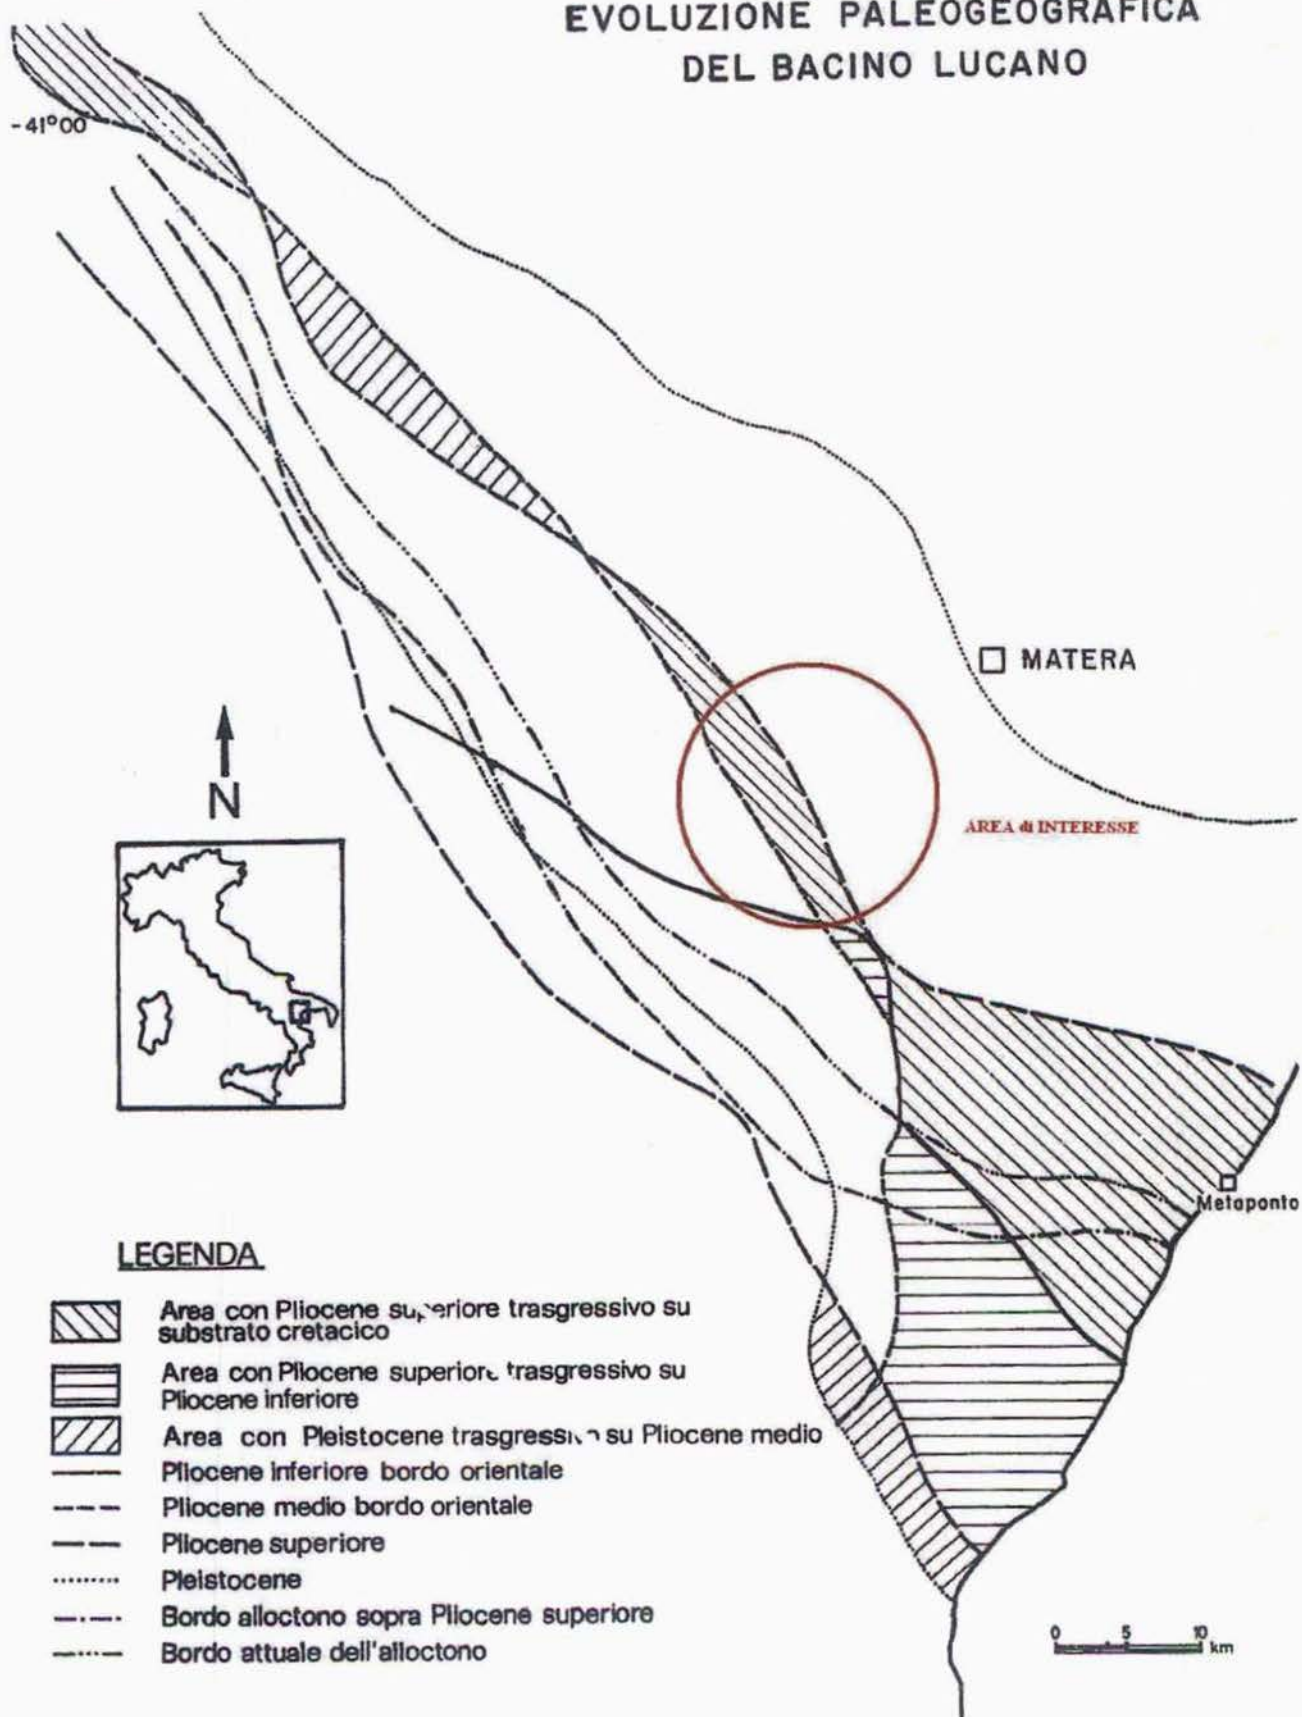 EVOLUZIONE PALEOGEOGRAFICA
DEL BACINO LUCANO
-41°00
MATERA
AREA di INTERESSE
N
Metaponto
LEGENDA
Area con Pliocene superiore trasgressivo su
substrato cretacico
Area con Pliocene superiore trasgressivo su
Pliocene inferiore
Area con Pleistocene trasgressivo su Pliocene medio
Pliocene inferiore bordo orientale
Pliocene medio bordo orientale
Pliocene superiore
Pleistocene
Bordo alloctono sopra Pliocene superiore
Bordo attuale dell'alloctono
0 5 10
km